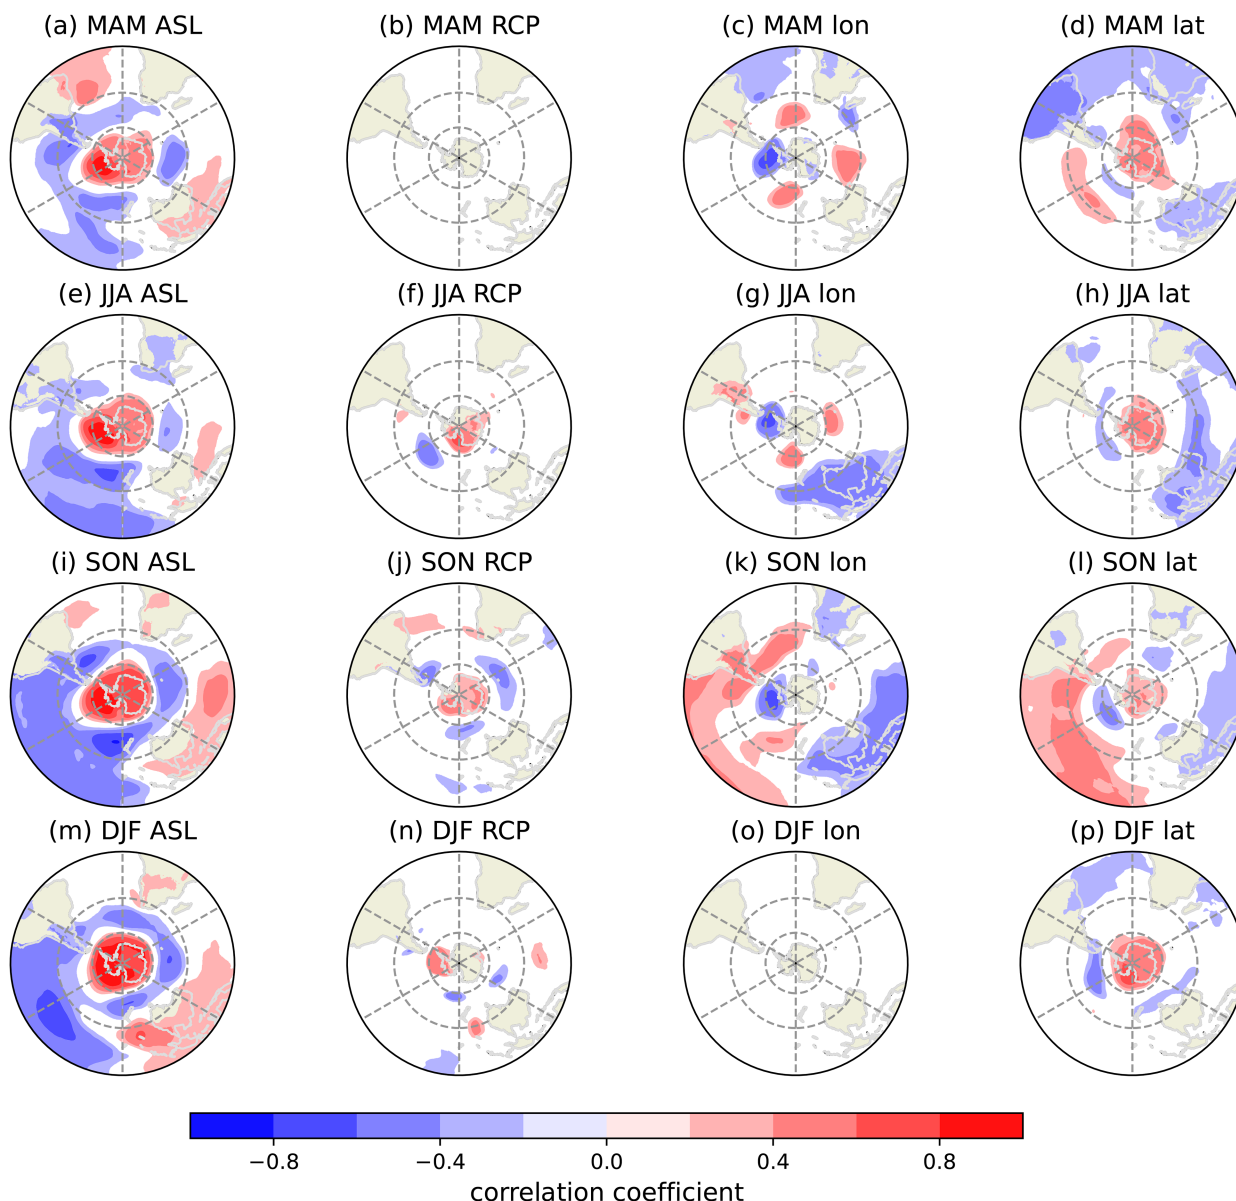 (a) MAM ASL
(b) MAM RCP
(c) MAM lon
(d) MAM lat
(e) JJA ASL
(f) JJA RCP
(g) JJA lon
(h) JJA lat
(i) SON ASL
(j) SON RCP
(k) SON lon
(l) SON lat
(m) DJF ASL
(n) DJF RCP
(o) DJF lon
(p) DJF lat
−0.8
−0.4
0.0
0.4
0.8
correlation coefficient